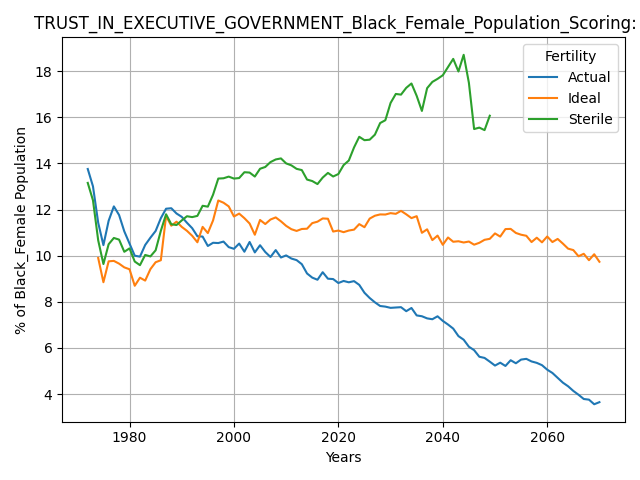 TRUST_IN_EXECUTIVE_GOVERNMENT_Black_Female_Population_Scoring:
% of Black_Female Population
18
16
14
12
10
8
6
4
1980 2000 2020 2040 2060
Years
Fertility
Actual
Ideal
Sterile